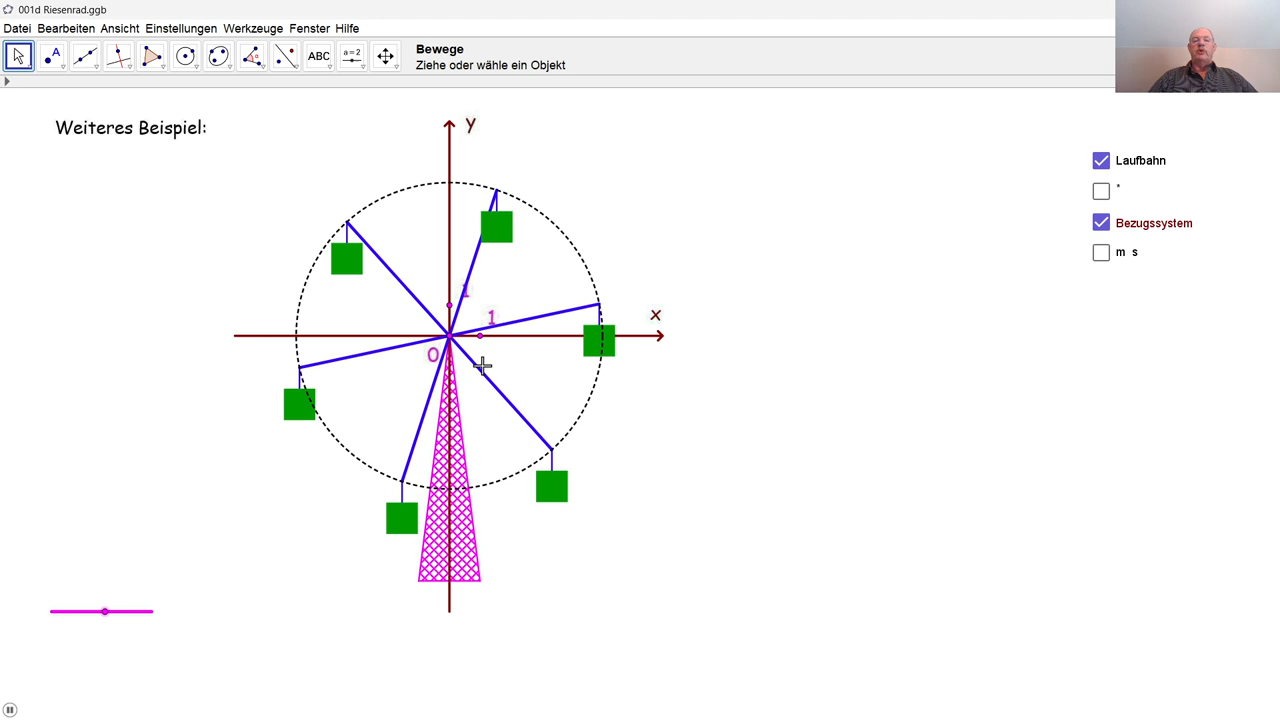 001d Riesenrad.ggb
Datei Bearbeiten Ansicht Einstellungen Werkzeuge Fenster Hilfe
A
ABC
a=2
Bewege
Ziehe oder wähle ein Objekt
Weiteres Beispiel:
y
Laufbahn
*
Bezugssystem
m s
1
1
x
0